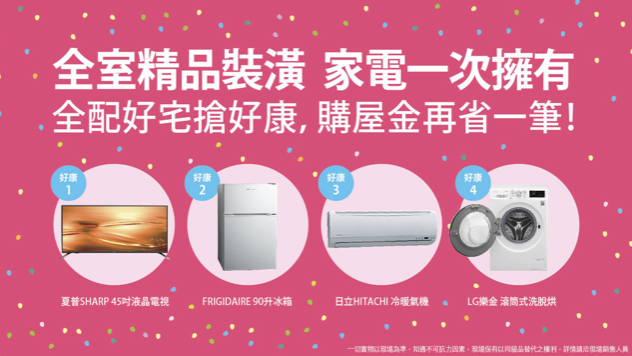 全室精品裝潢 家電一次擁有
全配好宅搶好康, 購屋金再省一筆!
好康
1
好康
2
好康
3
好康
4
夏普SHARP 45吋液晶電視
FRIGIDAIRE 90升冰箱
日立HITACHI 冷暖氣機
LG樂金 滾筒式洗脫烘
一切實物以現場為準，如遇不可抗力因素，現場保有以同級品替代之權利，詳情請洽現場銷售人員